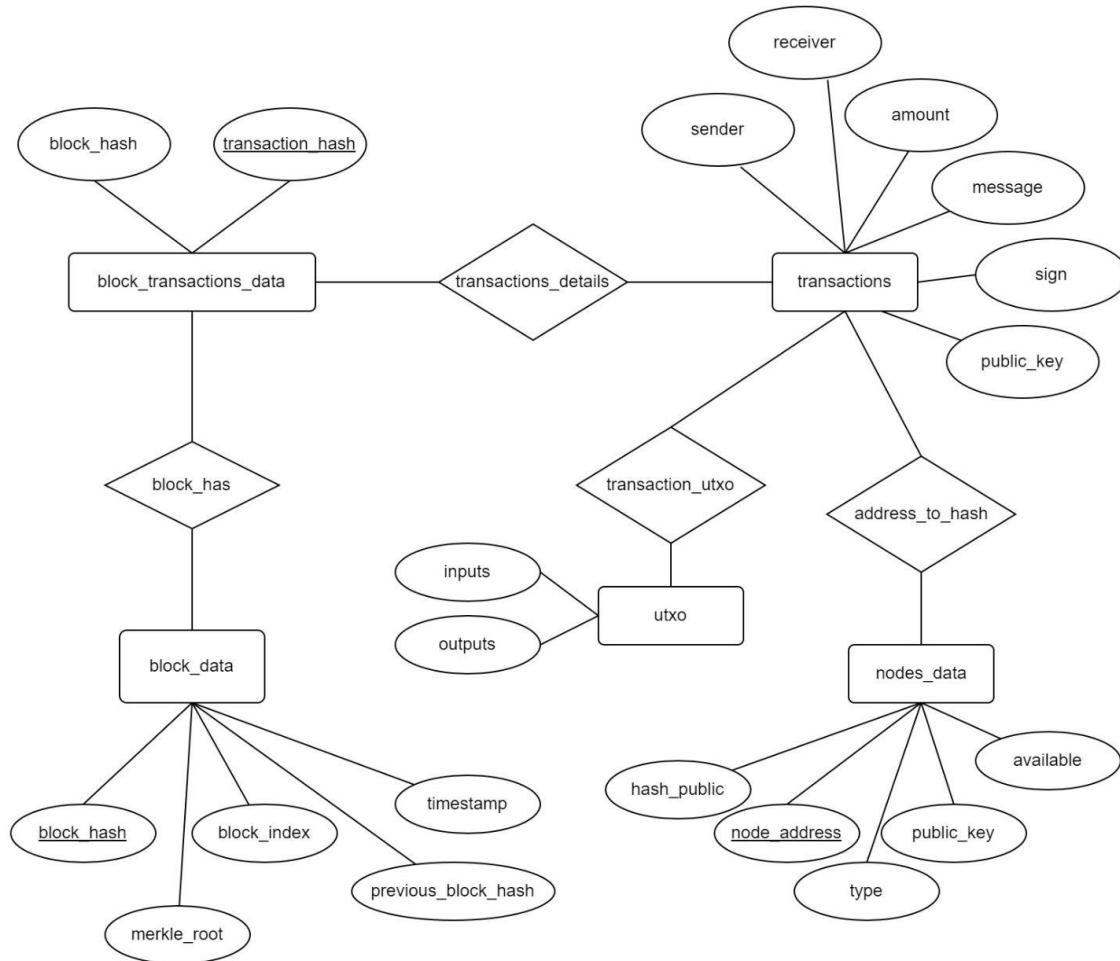 receiver
amount
block_hash
transaction_hash
sender
message
block_transactions_data
transactions_details
transactions
sign
public_key
block_has
transaction_utxo
address_to_hash
inputs
utxo
outputs
block_data
nodes_data
available
hash_public
timestamp
block_hash
block_index
node_address
public_key
previous_block_hash
type
merkle_root